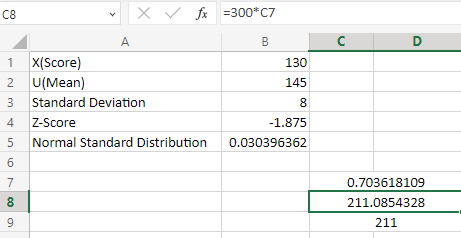 C8 fx =300*C7
A B C D
1 X(Score) 130
2 U(Mean) 145
3 Standard Deviation 8
4 Z-Score -1.875
5 Normal Standard Distribution 0.030396362
6
7 0.703618109
8 211.0854328
9 211